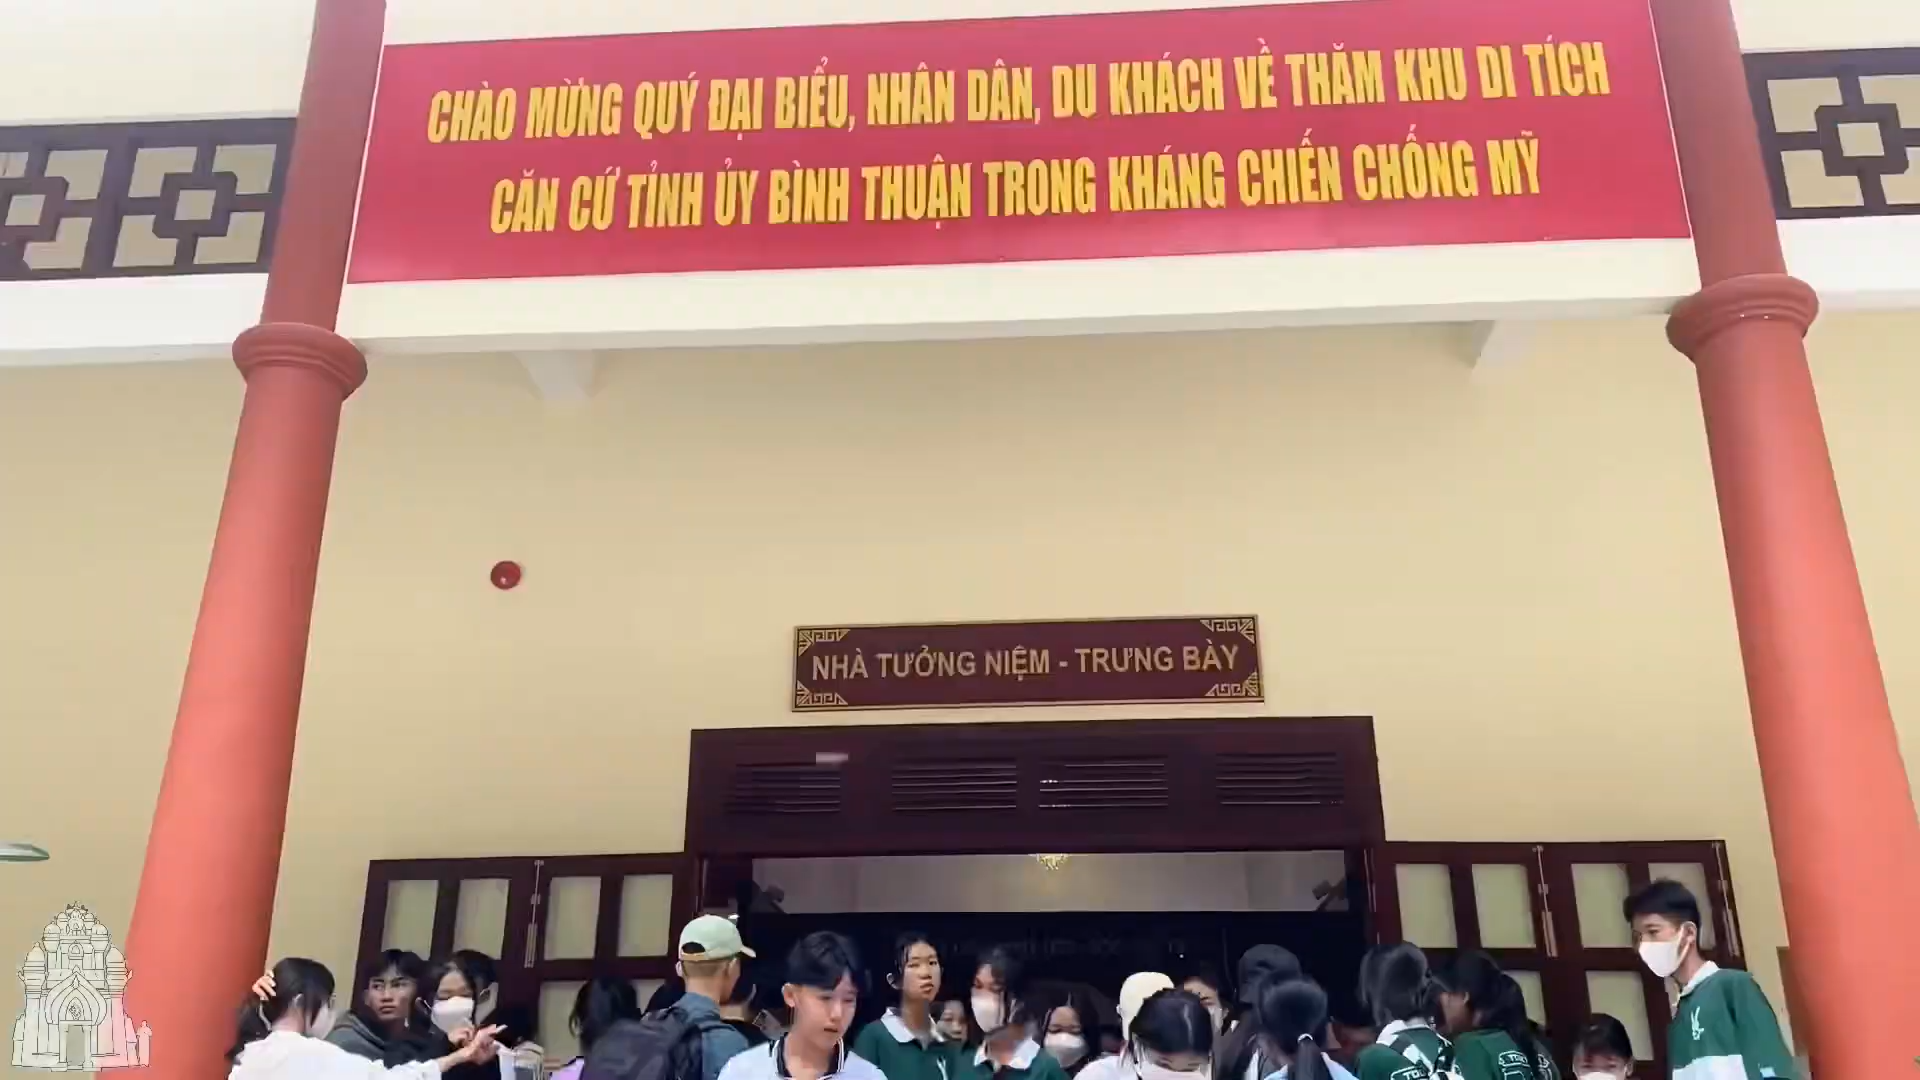 CHÀO MỪNG QUÝ ĐẠI BIỂU, NHÂN DÂN, DU KHÁCH VỀ THĂM KHU DI TÍCH
CĂN CỨ TỈNH ỦY BÌNH THUẬN TRONG KHÁNG CHIẾN CHỐNG MỸ
NHÀ TƯỞNG NIỆM - TRƯNG BÀY